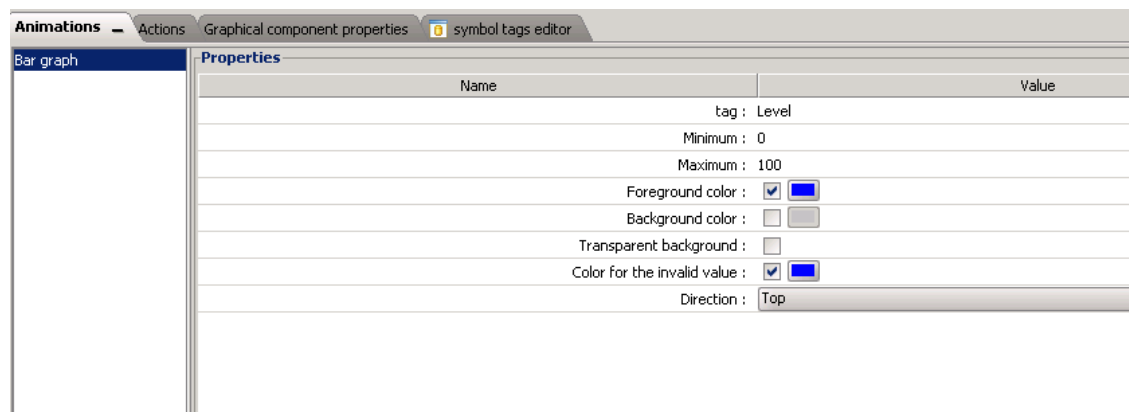 Animations Actions Graphical component properties symbol tags editor
Bar graph Properties
Name Value
tag : Level
Minimum : 0
Maximum : 100
Foreground color :
Background color :
Transparent background :
Color for the invalid value :
Direction : Top